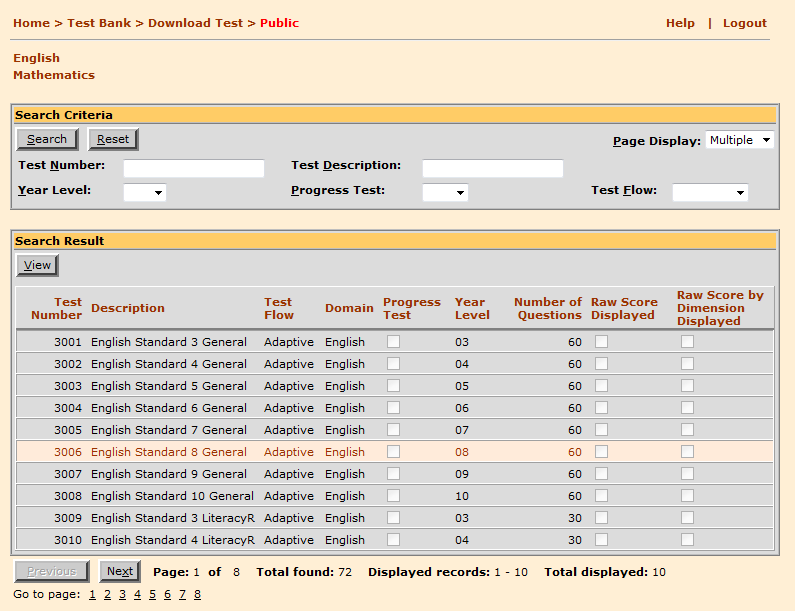 Home > Test Bank > Download Test > Public Help | Logout
English
Mathematics
Search Criteria
Search Reset Page Display: Multiple
Test Number: Test Description:
Year Level: Progress Test: Test Flow:
Search Result
View
Test Number Description Test Flow Domain Progress Test Year Level Number of Questions Raw Score Displayed Raw Score by Dimension Displayed
3001 English Standard 3 General Adaptive English 03 60
3002 English Standard 4 General Adaptive English 04 60
3003 English Standard 5 General Adaptive English 05 60
3004 English Standard 6 General Adaptive English 06 60
3005 English Standard 7 General Adaptive English 07 60
3006 English Standard 8 General Adaptive English 08 60
3007 English Standard 9 General Adaptive English 09 60
3008 English Standard 10 General Adaptive English 10 60
3009 English Standard 3 LiteracyR Adaptive English 03 30
3010 English Standard 4 LiteracyR Adaptive English 04 30
Previous Next Page: 1 of 8 Total found: 72 Displayed records: 1 - 10 Total displayed: 10
Go to page: 1 2 3 4 5 6 7 8